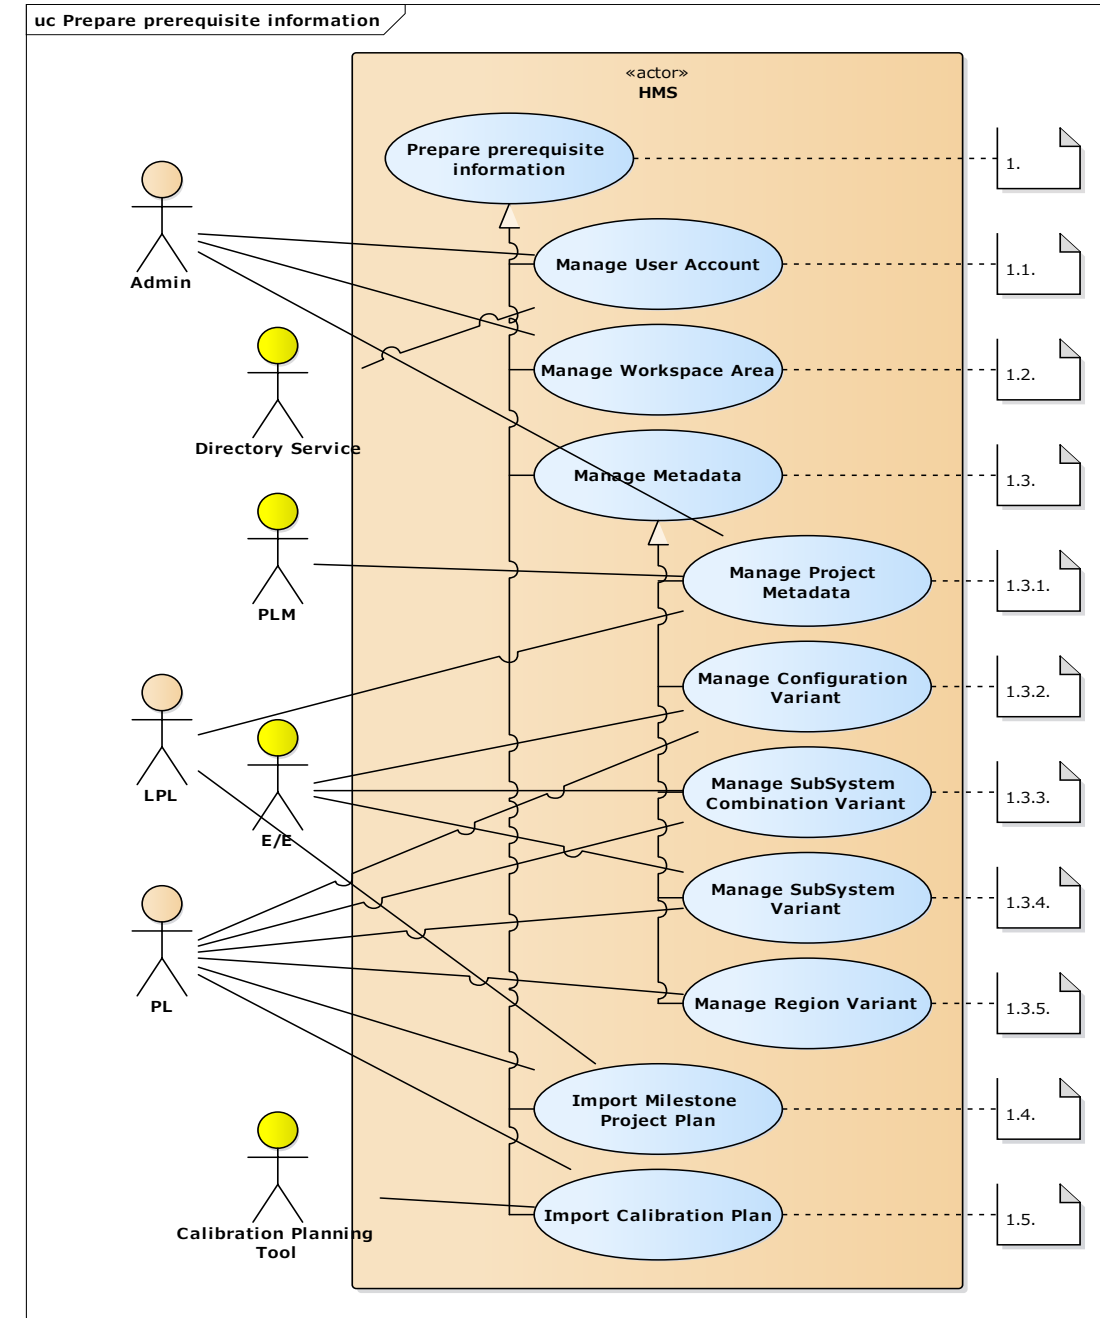 uc Prepare prerequisite information
«actor»
HMS
Prepare prerequisite
information
1.
Admin
Manage User Account
1.1.
Directory Service
Manage Workspace Area
1.2.
Manage Metadata
1.3.
PLM
Manage Project
Metadata
1.3.1.
LPL
Manage Configuration
Variant
1.3.2.
E/E
Manage SubSystem
Combination Variant
1.3.3.
PL
Manage SubSystem
Variant
1.3.4.
Manage Region Variant
1.3.5.
Import Milestone
Project Plan
1.4.
Calibration Planning
Tool
Import Calibration Plan
1.5.